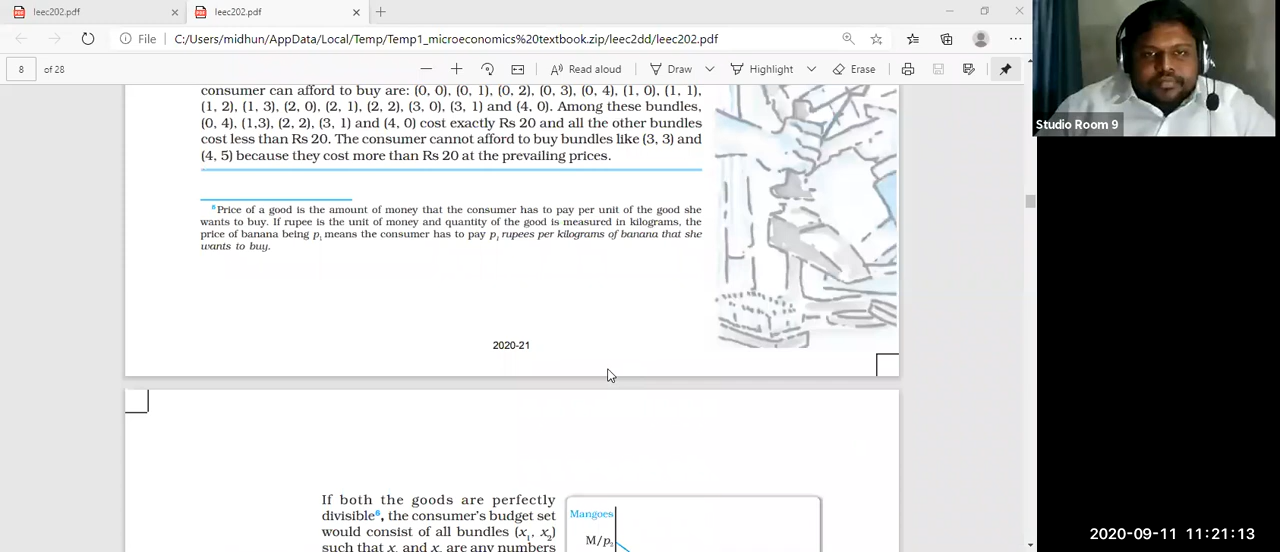 leec202.pdf
leec202.pdf
File C:/Users/midhun/AppData/Local/Temp/Temp1_microeconomics%20textbook.zip/leec2dd/leec202.pdf
8 of 28
Read aloud
Draw
Highlight
Erase
consumer can afford to buy are: (0, 0), (0, 1), (0, 2), (0, 3), (0, 4), (1, 0), (1, 1),
(1, 2), (1, 3), (2, 0), (2, 1), (2, 2), (3, 0), (3, 1) and (4, 0). Among these bundles,
(0, 4), (1,3), (2, 2), (3, 1) and (4, 0) cost exactly Rs 20 and all the other bundles
cost less than Rs 20. The consumer cannot afford to buy bundles like (3, 3) and
(4, 5) because they cost more than Rs 20 at the prevailing prices.
Price of a good is the amount of money that the consumer has to pay per unit of the good she
wants to buy. If rupee is the unit of money and quantity of the good is measured in kilograms, the
price of banana being p₁ means the consumer has to pay p₁ rupees per kilograms of banana that she
wants to buy.
2020-21
If both the goods are perfectly
divisible⁶, the consumer's budget set
would consist of all bundles (x₁, x₂)
such that x₁ and x₂ are any numbers
Mangoes
M/p₂
Studio Room 9
2020-09-11 11:21:13